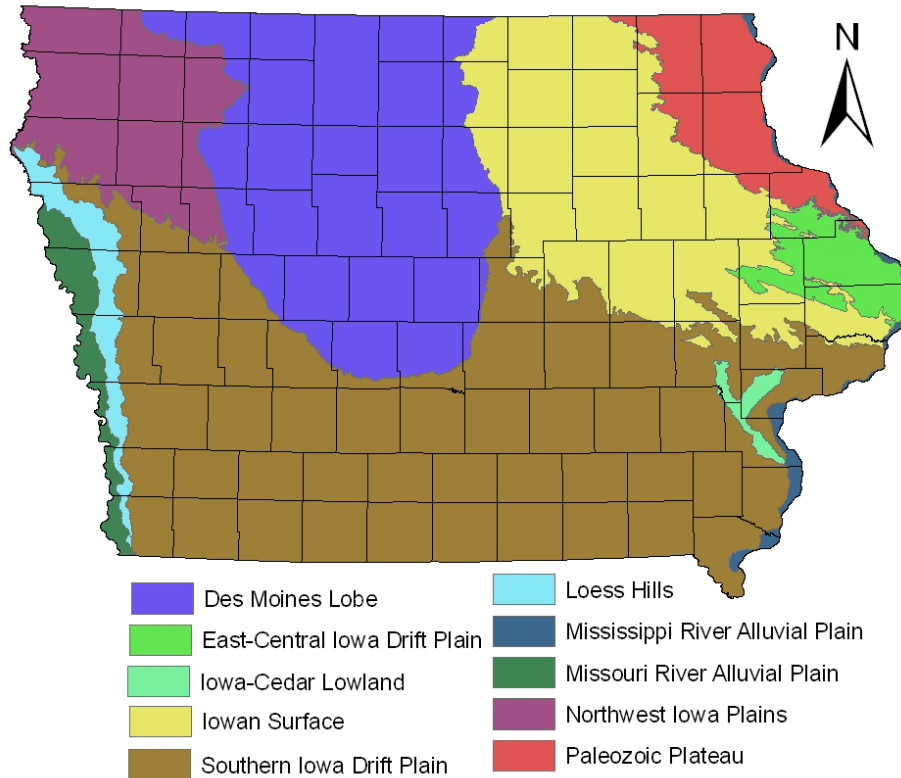 N
Des Moines Lobe
East-Central Iowa Drift Plain
Iowa-Cedar Lowland
Iowan Surface
Southern Iowa Drift Plain
Loess Hills
Mississippi River Alluvial Plain
Missouri River Alluvial Plain
Northwest Iowa Plains
Paleozoic Plateau